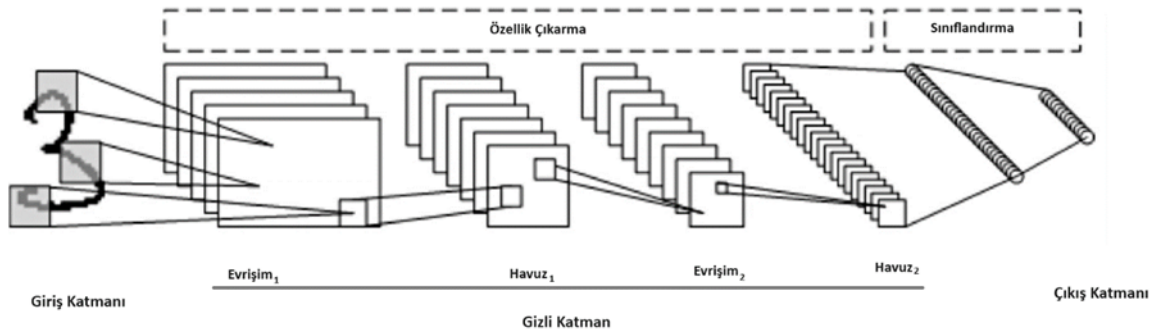 Özellik Çıkarma
Sınıflandırma
Evrişim₁
Havuz₁
Evrişim₂
Havuz₂
Giriş Katmanı
Gizli Katman
Çıkış Katmanı